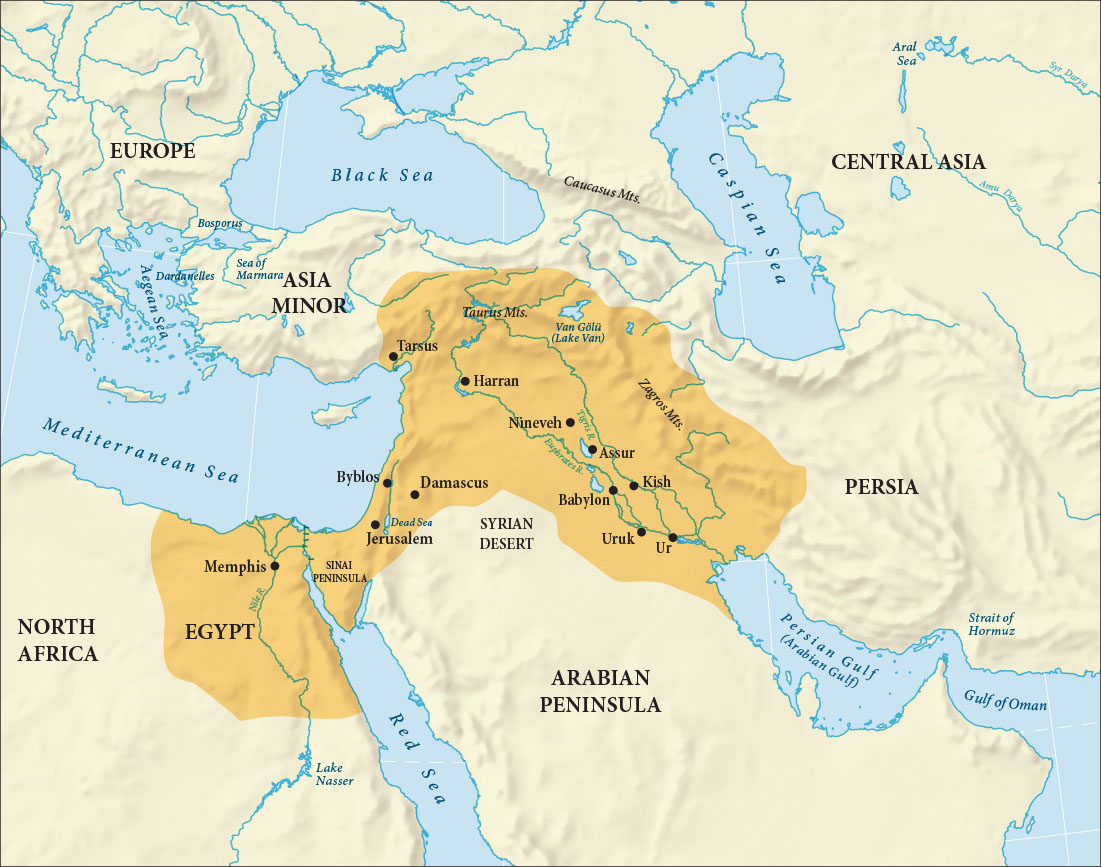 Aral
Sea
Syr Darya
EUROPE
Black Sea
Caspian Sea
CENTRAL ASIA
Caucasus Mts.
Amu Darya
Bosporus
Sea of
Marmara
Dardanelles
Aegean Sea
ASIA
MINOR
Taurus Mts.
Van Gölü
(Lake Van)
Tarsus
Harran
Zagros Mts.
Nineveh
Tigris R.
Mediterranean Sea
Euphrates R.
Assur
Byblos
Damascus
Kish
PERSIA
Babylon
Dead Sea
Jerusalem
SYRIAN
DESERT
Uruk
Ur
Memphis
SINAI
PENINSULA
Nile R.
NORTH
AFRICA
EGYPT
Persian Gulf
(Arabian Gulf)
Strait of
Hormuz
ARABIAN
PENINSULA
Gulf of Oman
Red Sea
Lake
Nasser